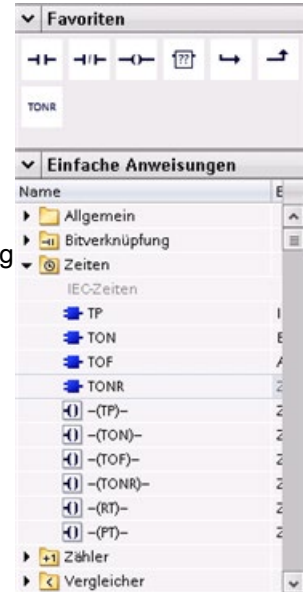 Favoriten
??
TONR
Einfache Anweisungen
Name E
Allgemein
Bitverknüpfung
g
Zeiten
IEC-Zeiten
TP I
TON E
TOF A
TONR Z
-(TP)- Z
-(TON)- Z
-(TOF)- Z
-(TONR)- Z
-(RT)- Z
-(PT)- Z
+1 Zähler
Vergleicher